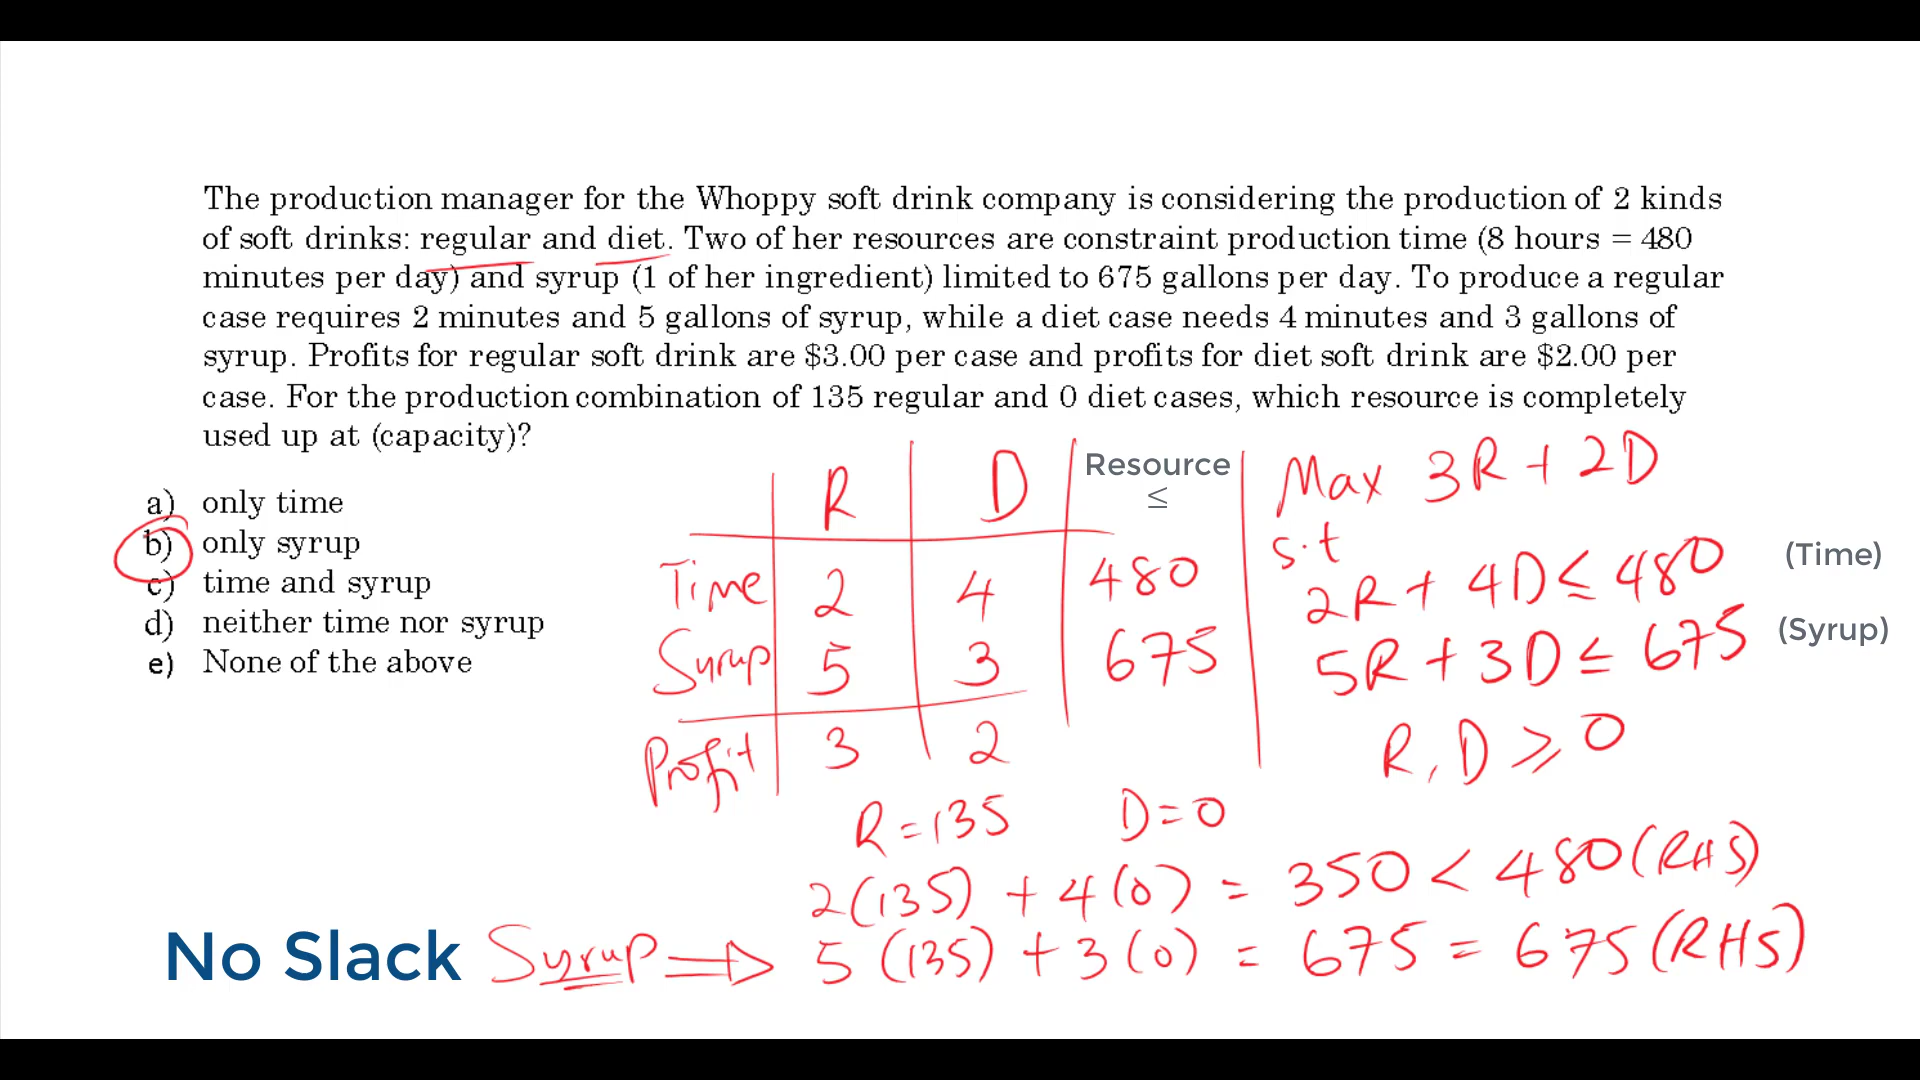 The production manager for the Whoppy soft drink company is considering the production of 2 kinds
of soft drinks: regular and diet. Two of her resources are constraint production time (8 hours = 480
minutes per day) and syrup (1 of her ingredient) limited to 675 gallons per day. To produce a regular
case requires 2 minutes and 5 gallons of syrup, while a diet case needs 4 minutes and 3 gallons of
syrup. Profits for regular soft drink are $3.00 per case and profits for diet soft drink are $2.00 per
case. For the production combination of 135 regular and 0 diet cases, which resource is completely
used up at (capacity)?
a) only time
b) only syrup
c) time and syrup
d) neither time nor syrup
e) None of the above
R D Resource
≤
Time 2 4 480
Syrup 5 3 675
Profit 3 2
Max 3R + 2D
s.t
2R + 4D ≤ 480 (Time)
5R + 3D ≤ 675 (Syrup)
R, D ≥ 0
R = 135 D = 0
2(135) + 4(0) = 350 < 480 (RHS)
No Slack Syrup ⇒ 5(135) + 3(0) = 675 = 675 (RHS)